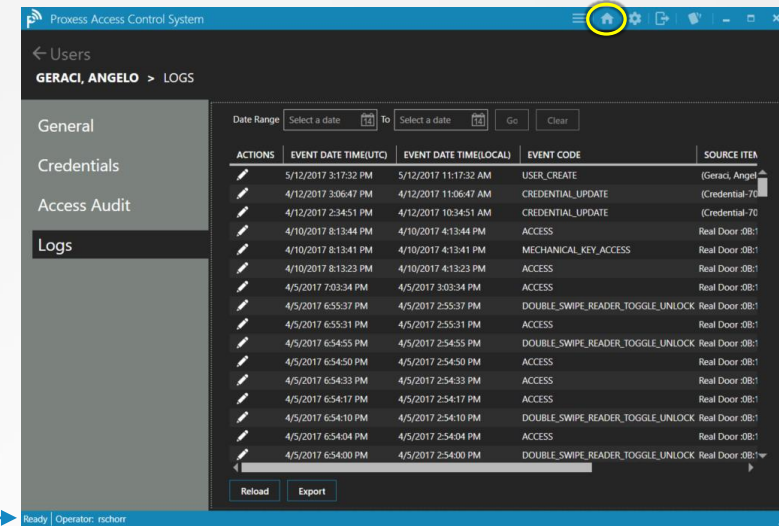 Proxess Access Control System
Users
GERACI, ANGELO > LOGS
General
Credentials
Access Audit
Logs
Date Range Select a date 14 To Select a date 14 Go Clear
ACTIONS EVENT DATE TIME(UTC) EVENT DATE TIME(LOCAL) EVENT CODE SOURCE ITEM
5/12/2017 3:17:32 PM 5/12/2017 11:17:32 AM USER_CREATE (Geraci, Angel
4/12/2017 3:06:47 PM 4/12/2017 11:06:47 AM CREDENTIAL_UPDATE (Credential-70
4/12/2017 2:34:51 PM 4/12/2017 10:34:51 AM CREDENTIAL_UPDATE (Credential-70
4/10/2017 8:13:44 PM 4/10/2017 4:13:44 PM ACCESS Real Door :0B:1
4/10/2017 8:13:41 PM 4/10/2017 4:13:41 PM MECHANICAL_KEY_ACCESS Real Door :0B:1
4/10/2017 8:13:23 PM 4/10/2017 4:13:23 PM ACCESS Real Door :0B:1
4/5/2017 7:03:34 PM 4/5/2017 3:03:34 PM ACCESS Real Door :0B:1
4/5/2017 6:55:37 PM 4/5/2017 2:55:37 PM DOUBLE_SWIPE_READER_TOGGLE_UNLOCK Real Door :0B:1
4/5/2017 6:55:31 PM 4/5/2017 2:55:31 PM ACCESS Real Door :0B:1
4/5/2017 6:54:55 PM 4/5/2017 2:54:55 PM DOUBLE_SWIPE_READER_TOGGLE_UNLOCK Real Door :0B:1
4/5/2017 6:54:50 PM 4/5/2017 2:54:50 PM ACCESS Real Door :0B:1
4/5/2017 6:54:33 PM 4/5/2017 2:54:33 PM ACCESS Real Door :0B:1
4/5/2017 6:54:17 PM 4/5/2017 2:54:17 PM ACCESS Real Door :0B:1
4/5/2017 6:54:10 PM 4/5/2017 2:54:10 PM DOUBLE_SWIPE_READER_TOGGLE_UNLOCK Real Door :0B:1
4/5/2017 6:54:04 PM 4/5/2017 2:54:04 PM ACCESS Real Door :0B:1
4/5/2017 6:54:00 PM 4/5/2017 2:54:00 PM DOUBLE_SWIPE_READER_TOGGLE_UNLOCK Real Door :0B:1
Reload Export
Ready Operator: rschorr